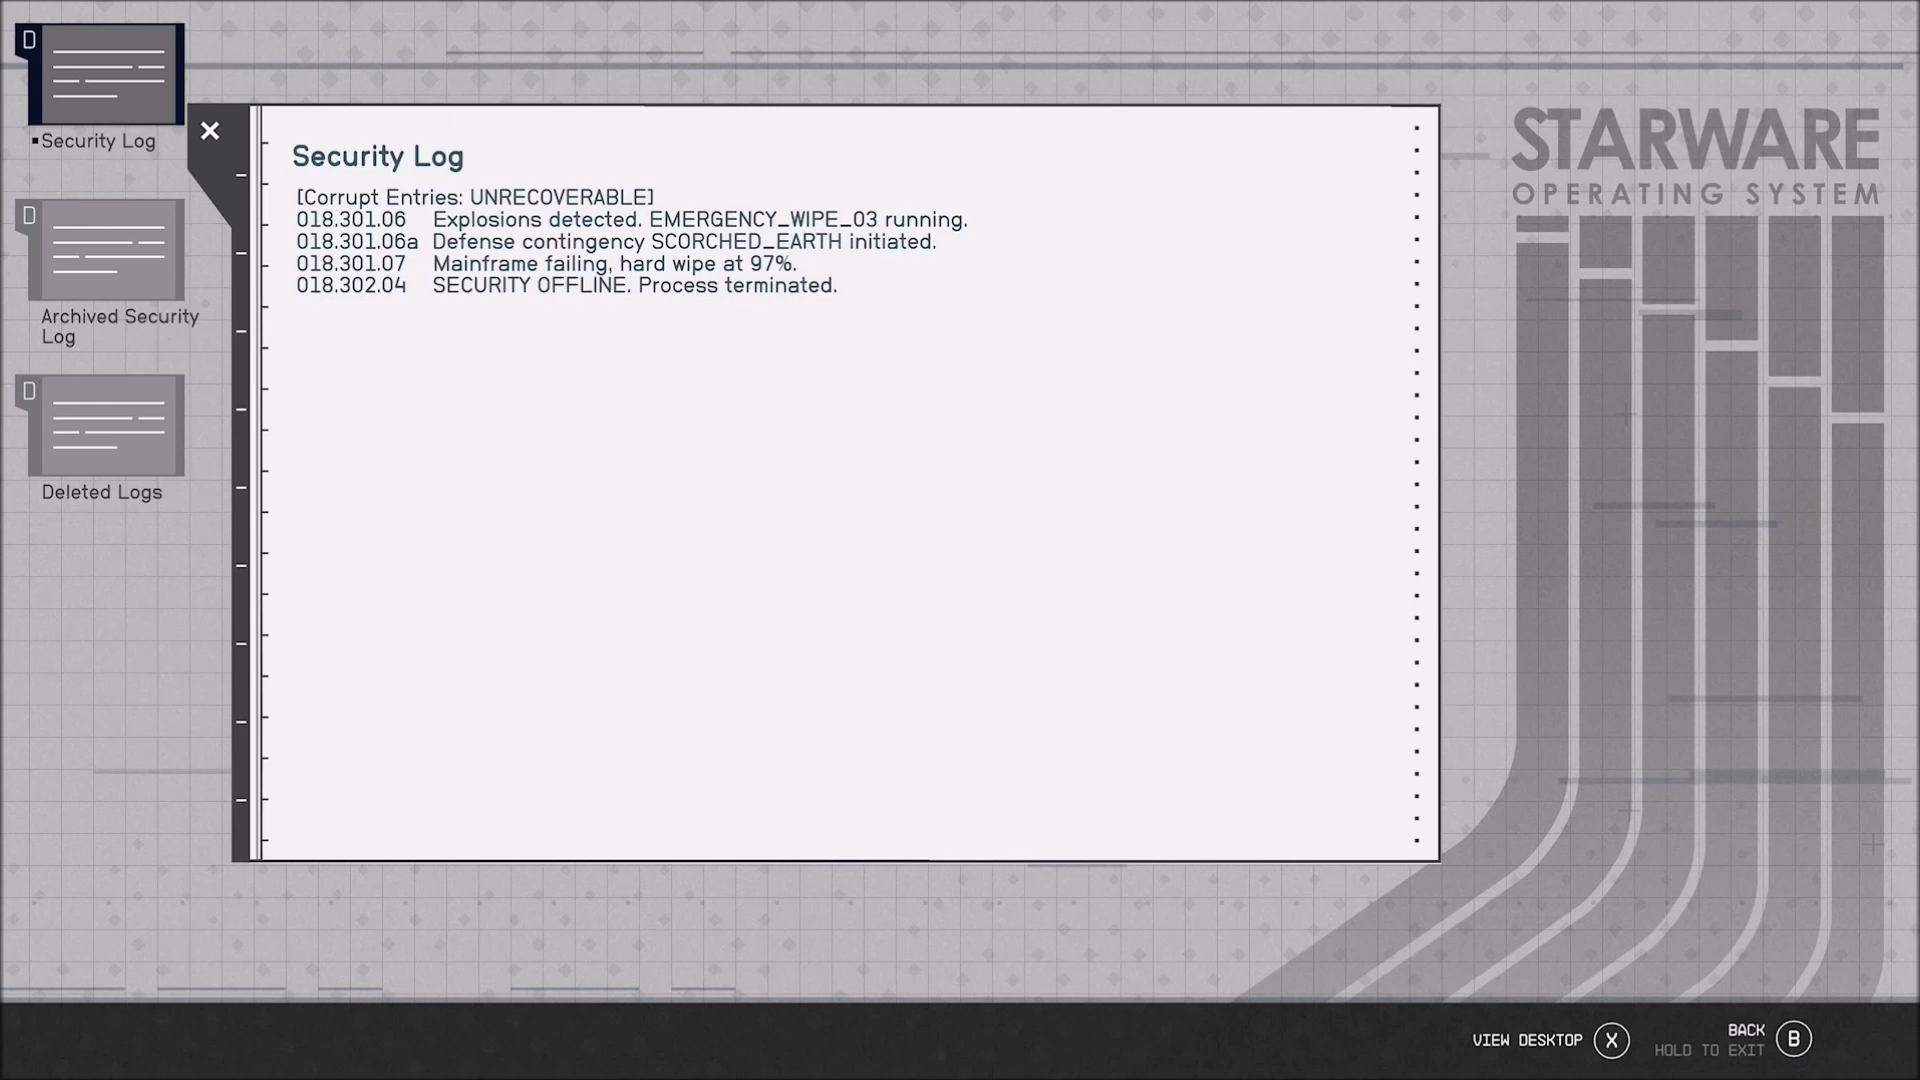 Security Log
Archived Security
Log
Deleted Logs
Security Log
[Corrupt Entries: UNRECOVERABLE]
018.301.06 Explosions detected. EMERGENCY_WIPE_03 running.
018.301.06a Defense contingency SCORCHED_EARTH initiated.
018.301.07 Mainframe failing, hard wipe at 97%.
018.302.04 SECURITY OFFLINE. Process terminated.
STARWARE
OPERATING SYSTEM
VIEW DESKTOP X
BACK B
HOLD TO EXIT